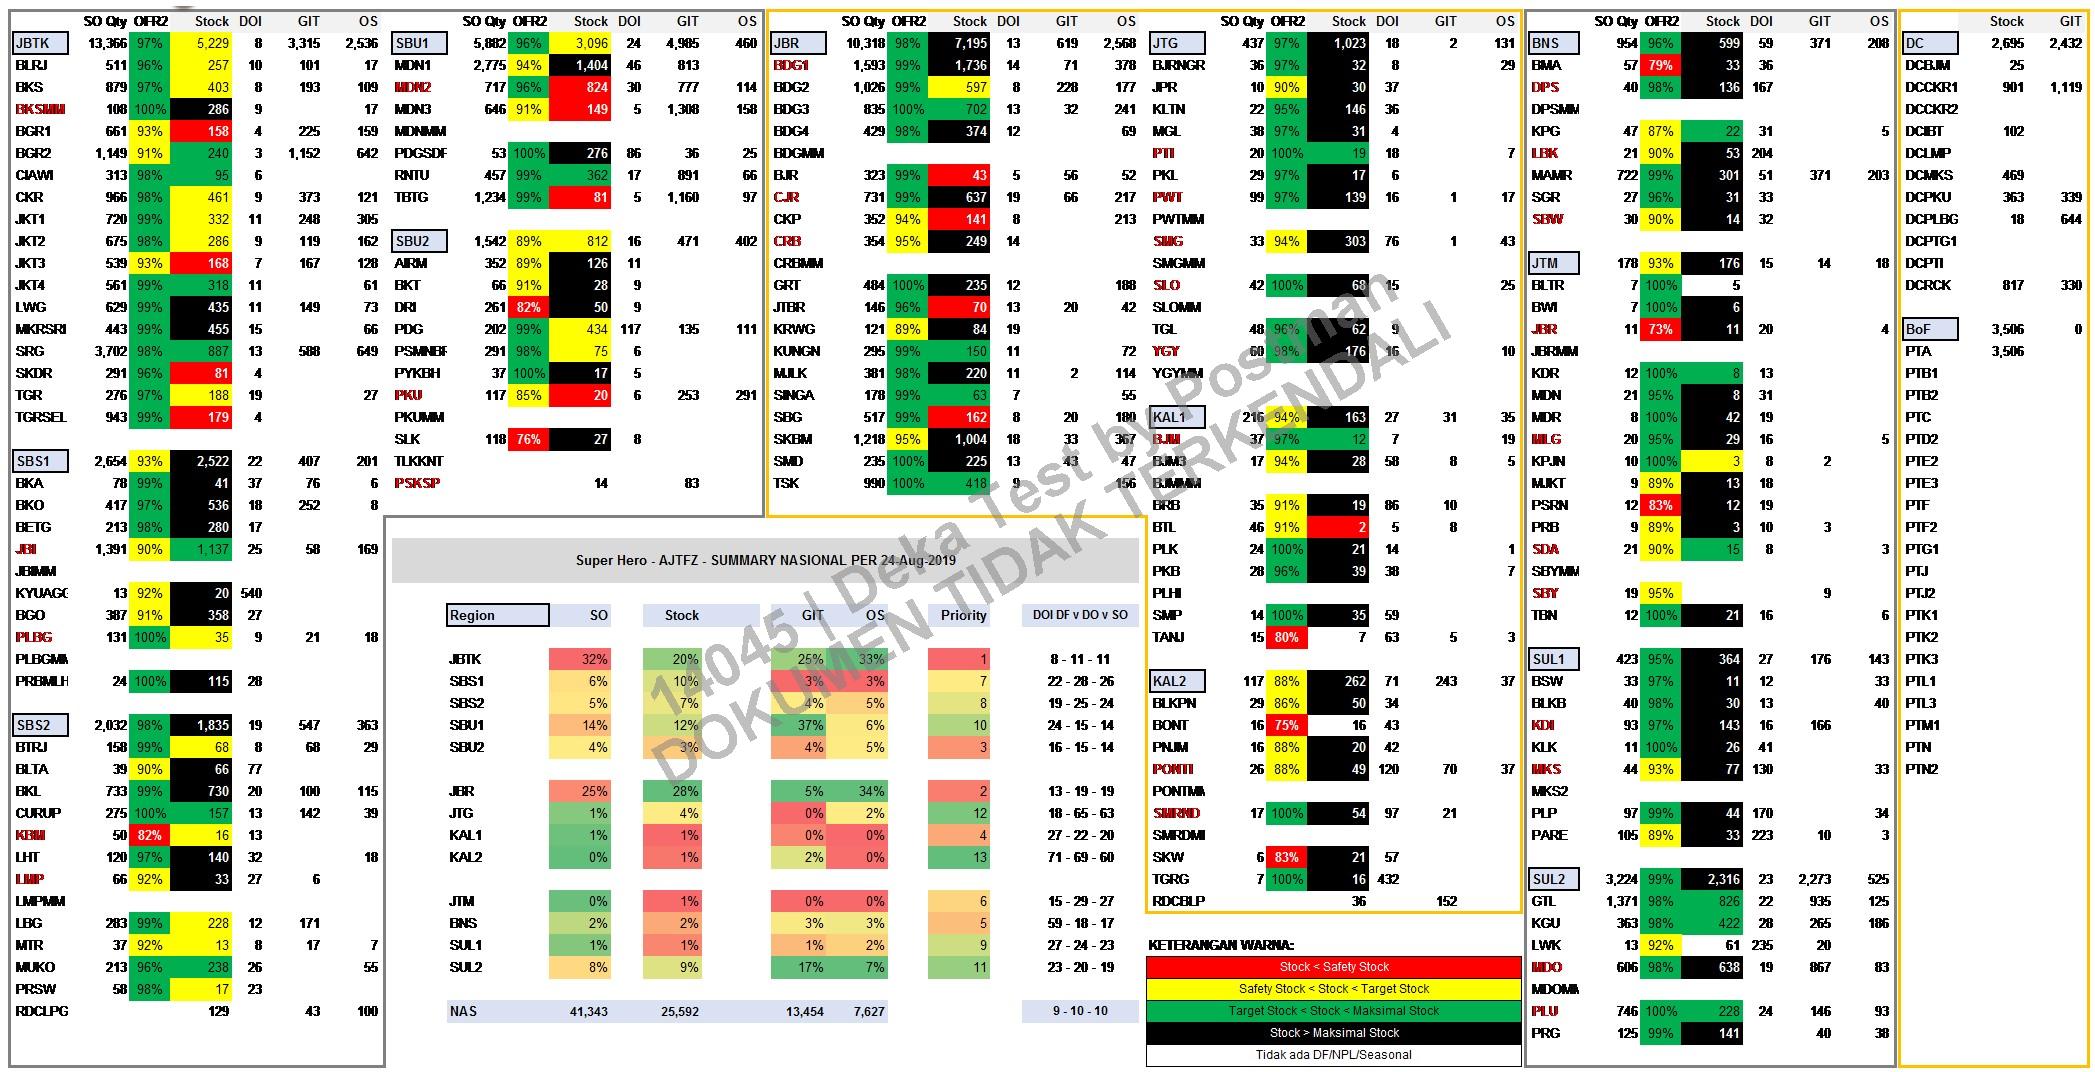 SO Qty OFR2 Stock DOI GIT OS
JBTK 13,366 97% 5,229 8 3,315 2,536
BLRJ 511 96% 257 10 101 17
BKS 879 97% 403 8 193 109
BKSMM 108 100% 286 9 17
BGR1 661 93% 158 4 225 159
BGR2 1,149 91% 240 3 1,152 642
CIAWI 313 98% 95 6
CKR 966 98% 461 9 373 121
JKT1 720 99% 332 11 248 305
JKT2 675 98% 286 9 119 162
JKT3 539 93% 168 7 167 128
JKT4 561 99% 318 11 61
LWG 629 99% 435 11 149 73
MKRSRI 443 99% 455 15 66
SRG 3,702 98% 887 13 588 649
SKDR 291 96% 81 4
TGR 276 97% 188 19 27
TGRSEL 943 99% 179 4
SBS1 2,654 93% 2,522 22 407 201
BKA 78 99% 41 37 76 6
BKO 417 97% 536 18 252 8
BETG 213 98% 280 17
JBI 1,391 90% 1,137 25 58 169
JBIMM
KYUAGG 13 92% 20 540
BGO 387 91% 358 27
PLBG 131 100% 35 9 21 18
PLBGMM
PRBMLH 24 100% 115 28
SBS2 2,032 98% 1,835 19 547 363
BTRJ 158 99% 68 8 68 29
BLTA 39 90% 66 77
BKL 733 99% 730 20 100 115
CURUP 275 100% 157 13 142 39
KBM 50 82% 16 13
LHT 120 97% 140 32 18
LMP 66 92% 33 27 6
LMPMM
LBG 283 99% 228 12 171
MTR 37 92% 13 8 17 7
MUKO 213 96% 238 26 55
PRSW 58 98% 17 23
RDCLPG 129 43 100
SO Qty OFR2 Stock DOI GIT OS
SBU1 5,882 96% 3,096 24 4,985 460
MDN1 2,775 94% 1,404 46 813
MDN2 717 96% 824 30 777 114
MDN3 646 91% 149 5 1,308 158
MDNMM
PDGSDF 53 100% 276 86 36 25
RNTU 457 99% 362 17 891 66
TBTG 1,234 99% 81 5 1,160 97
SBU2 1,542 89% 812 16 471 402
AIRM 352 89% 126 11
BKT 66 91% 28 9
DRI 261 82% 50 9
PDG 202 99% 434 117 135 111
PSMNBF 291 98% 75 6
PYKBH 37 100% 17 5
PKU 117 85% 20 6 253 291
PKUMM
SLK 118 76% 27 8
TLKKNT
PSKSP 14 83
SO Qty OFR2 Stock DOI GIT OS
JBR 10,318 98% 7,195 13 619 2,568
BDG1 1,593 99% 1,736 14 71 378
BDG2 1,026 99% 597 8 228 177
BDG3 835 100% 702 13 32 241
BDG4 429 98% 374 12 69
BDGMM
BJR 323 99% 43 5 56 52
CJR 731 99% 637 19 66 217
CKP 352 94% 141 8 213
CRB 354 95% 249 14
CRBMM
GRT 484 100% 235 12 188
JTBR 146 96% 70 13 20 42
KRWG 121 89% 84 19
KUNGN 295 99% 150 11 72
MJLK 381 98% 220 11 2 114
SINGA 178 99% 63 7 55
SBG 517 99% 162 8 20 180
SKBM 1,218 95% 1,004 18 33 367
SMD 235 100% 225 13 43 47
TSK 990 100% 418 9 156
SO Qty OFR2 Stock DOI GIT OS
JTG 437 97% 1,023 18 2 131
BJRNGR 36 97% 32 8 29
JPR 10 90% 30 37
KLTN 22 95% 146 36
MGL 38 97% 31 4
PTI 20 100% 19 18 7
PKL 29 97% 17 6
PWT 99 97% 139 16 1 17
PWTMM
SMG 33 94% 303 76 1 43
SMGMM
SLO 42 100% 68 15 25
SLOMM
TGL 48 96% 62 9
YGY 60 98% 176 16 10
YGYMM
KAL1 216 94% 163 27 31 35
BJM 37 97% 12 7 19
BJM3 17 94% 28 58 8 5
BJMMM
BRB 35 91% 19 86 10
BTL 46 91% 2 5 8
PLK 24 100% 21 14 1
PKB 28 96% 39 38 7
PLHI
SMP 14 100% 35 59
TANJ 15 80% 7 63 5 3
KAL2 117 88% 262 71 243 37
BLKPN 29 86% 50 34
BONT 16 75% 16 43
PNJM 16 88% 20 42
PONTI 26 88% 49 120 70 37
PONTMM
SMRND 17 100% 54 97 21
SMRDMI
SKW 6 83% 21 57
TGRG 7 100% 16 432
RDCBLP 36 152
SO Qty OFR2 Stock DOI GIT OS
BNS 954 96% 599 59 371 208
BMA 57 79% 33 36
DPS 40 98% 136 167
DPSMM
KPG 47 87% 22 31 5
LBK 21 90% 53 204
MAMR 722 99% 301 51 371 203
SGR 27 96% 31 33
SBW 30 90% 14 32
JTM 178 93% 176 15 14 18
BLTR 7 100% 5
BWI 7 100% 6
JBR 11 73% 11 20 4
JBRMM
KDR 12 100% 8 13
MDN 21 95% 8 31
MDR 8 100% 42 19
MLG 20 95% 29 16 5
KPJN 10 100% 3 8 2
MJKT 9 89% 13 18
PSRN 12 83% 12 19
PRB 9 89% 3 10 3
SDA 21 90% 15 8 3
SBYMM
SBY 19 95% 9
TBN 12 100% 21 16 6
SUL1 423 95% 364 27 176 143
BSW 33 97% 11 12 33
BLKB 40 98% 30 13 40
KDI 93 97% 143 16 166
KLK 11 100% 26 41
MKS 44 93% 77 130 33
MKS2
PLP 97 99% 44 170 34
PARE 105 89% 33 223 10 3
SUL2 3,224 99% 2,316 23 2,273 525
GTL 1,371 98% 826 22 935 125
KGU 363 98% 422 28 265 186
LWK 13 92% 61 235 20
MDO 606 98% 638 19 867 83
MDOMM
PLU 746 100% 228 24 146 93
PRG 125 99% 141 40 38
Stock GIT
DC 2,695 2,432
DCBJM 25
DCCKR1 901 1,119
DCCKR2
DCIBT 102
DCLMP
DCMKS 469
DCPKU 363 339
DCPLBG 18 644
DCPTG1
DCPTI
DCRCK 817 330
BoF 3,506 0
PTA 3,506
PTB1
PTB2
PTC
PTD2
PTE2
PTE3
PTF
PTF2
PTG1
PTJ
PTJ2
PTK1
PTK2
PTK3
PTL1
PTL3
PTM1
PTN
PTN2
Super Hero - AJTFZ - SUMMARY NASIONAL PER 24-Aug-2019
Region SO Stock GIT OS Priority DOI DF v DO v SO
JBTK 32% 20% 25% 33% 1 8 - 11 - 11
SBS1 6% 10% 3% 3% 7 22 - 28 - 26
SBS2 5% 7% 4% 5% 8 19 - 25 - 24
SBU1 14% 12% 37% 6% 10 24 - 15 - 14
SBU2 4% 3% 4% 5% 3 16 - 15 - 14
JBR 25% 28% 5% 34% 2 13 - 19 - 19
JTG 1% 4% 0% 2% 12 18 - 65 - 63
KAL1 1% 1% 0% 0% 4 27 - 22 - 20
KAL2 0% 1% 2% 0% 13 71 - 69 - 60
JTM 0% 1% 0% 0% 6 15 - 29 - 27
BNS 2% 2% 3% 3% 5 59 - 18 - 17
SUL1 1% 1% 1% 2% 9 27 - 24 - 23
SUL2 8% 9% 17% 7% 11 23 - 20 - 19
NAS 41,343 25,592 13,454 7,627 9 - 10 - 10
KETERANGAN WARNA:
Stock < Safety Stock
Safety Stock < Stock < Target Stock
Target Stock < Stock < Maksimal Stock
Stock > Maksimal Stock
Tidak ada DF/NPL/Seasonal
14045 | Deka Test by Postman
DOKUMEN TIDAK TERKENDALI